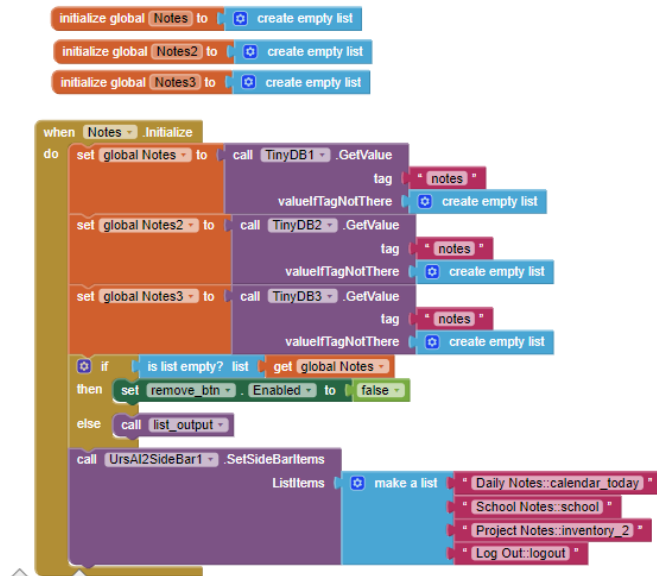 initialize global Notes to create empty list
initialize global Notes2 to create empty list
initialize global Notes3 to create empty list
when Notes .Initialize
do set global Notes to call TinyDB1 .GetValue
tag " notes "
valueIfTagNotThere create empty list
set global Notes2 to call TinyDB2 .GetValue
tag " notes "
valueIfTagNotThere create empty list
set global Notes3 to call TinyDB3 .GetValue
tag " notes "
valueIfTagNotThere create empty list
if is list empty? list get global Notes
then set remove_btn . Enabled to false
else call list_output
call UrsAI2SideBar1 .SetSideBarItems
ListItems make a list " Daily Notes::calendar_today "
" School Notes::school "
" Project Notes::inventory_2 "
" Log Out::logout "